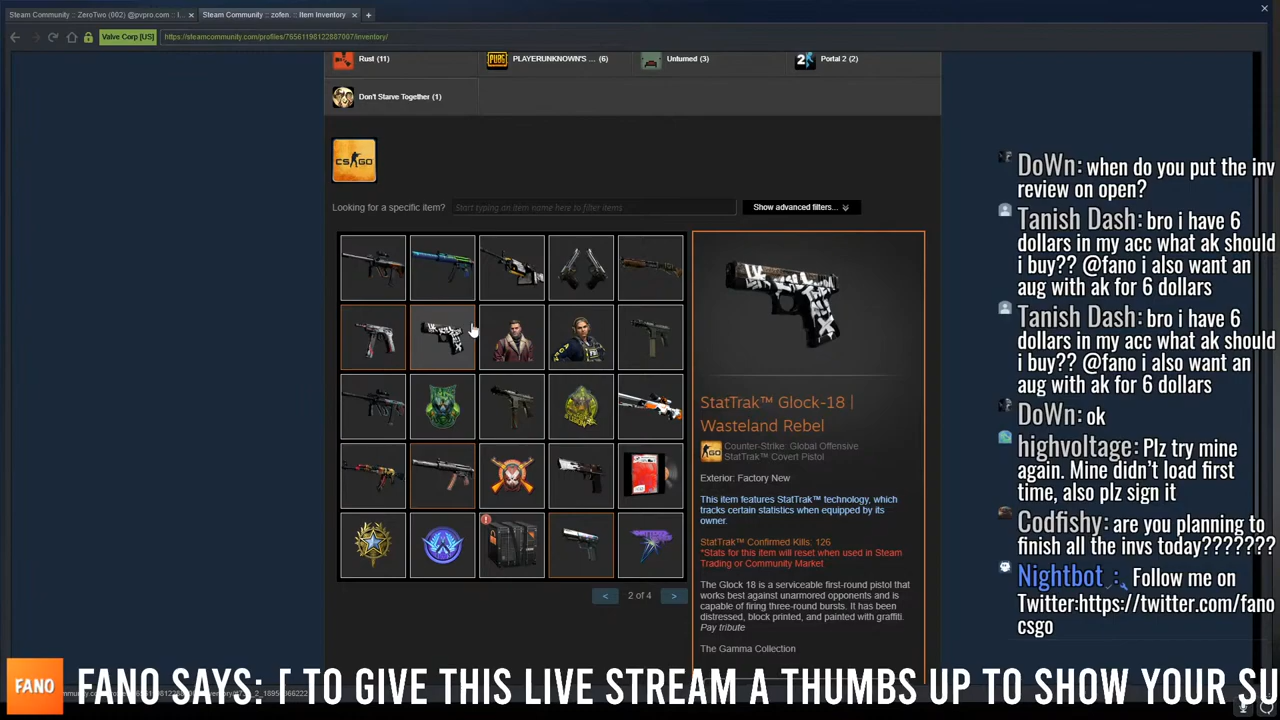 Steam Community :: ZeroTwo (002) @pvpro.com :: I...
Steam Community :: zofen. :: Item Inventory
Valve Corp [US]
https://steamcommunity.com/profiles/76561198122887007/inventory/
Rust (11)
PLAYERUNKNOWN'S ... (6)
Unturned (3)
Portal 2 (2)
Don't Starve Together (1)
CS GO
Looking for a specific item?
Start typing an item name here to filter items
Show advanced filters...
StatTrak™ Glock-18 |
Wasteland Rebel
Counter-Strike: Global Offensive
StatTrak™ Covert Pistol
Exterior: Factory New
This item features StatTrak™ technology, which
tracks certain statistics when equipped by its
owner.
StatTrak™ Confirmed Kills: 126
*Stats for this item will reset when used in Steam
Trading or Community Market
The Glock 18 is a serviceable first-round pistol that
works best against unarmored opponents and is
capable of firing three-round bursts. It has been
distressed, block printed, and painted with graffiti.
Pay tribute
The Gamma Collection
< 2 of 4 >
DoWn: when do you put the inv
review on open?
Tanish Dash: bro i have 6
dollars in my acc what ak should
i buy?? @fano i also want an
aug with ak for 6 dollars
Tanish Dash: bro i have 6
dollars in my acc what ak should
i buy?? @fano i also want an
aug with ak for 6 dollars
DoWn: ok
highvoltage: Plz try mine
again. Mine didn't load first
time, also plz sign it
Codfishy: are you planning to
finish all the invs today???????
Nightbot: Follow me on
Twitter:https://twitter.com/fano
csgo
FANO
FANO SAYS: TO GIVE THIS LIVE STREAM A THUMBS UP TO SHOW YOUR SU